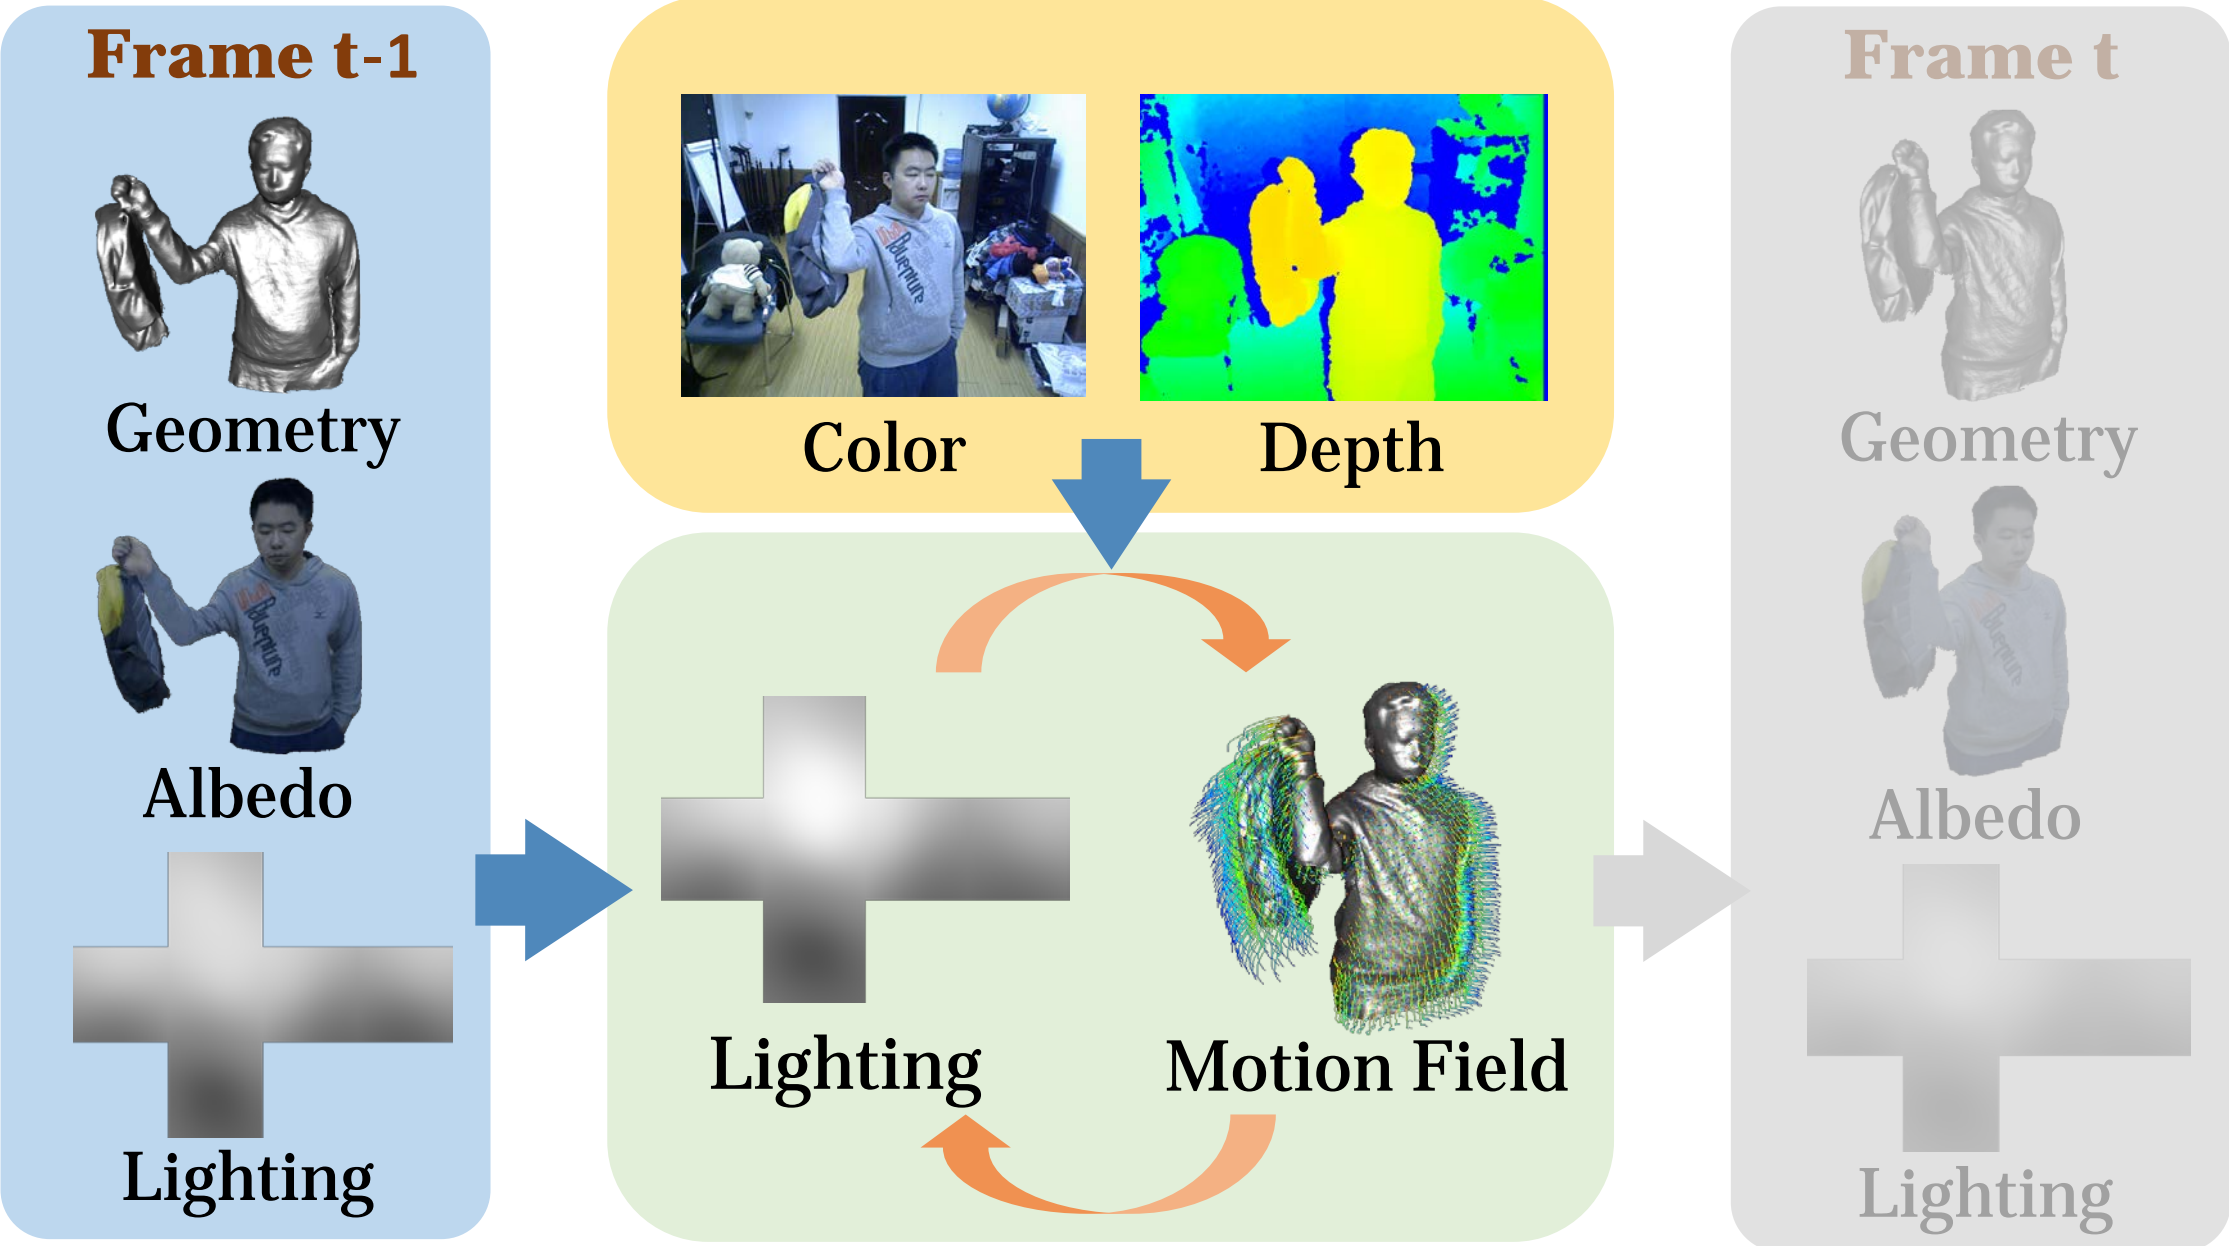 Frame t-1
Geometry
Albedo
Lighting
Color
Depth
Lighting
Motion Field
Frame t
Geometry
Albedo
Lighting